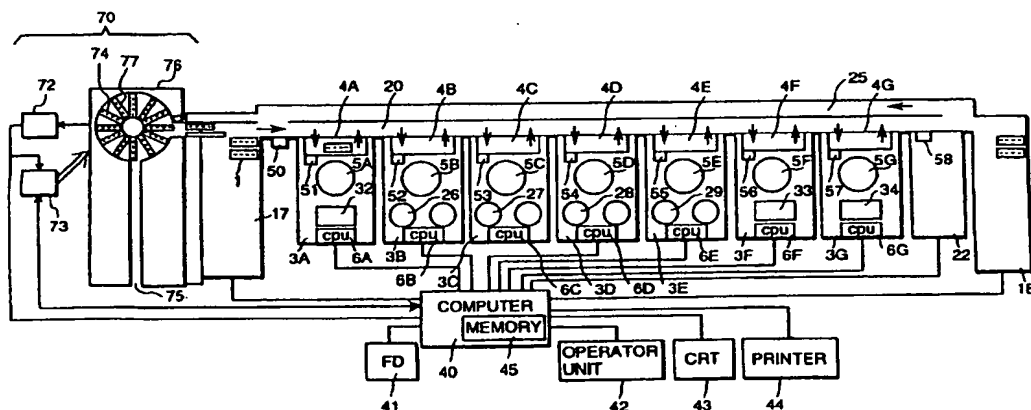 70
74 77 76
72
4A 20 4B 4C 4D 4E 4F 25 4G
1
50
51 52 53 54 55 56 57 58
5A 5B 5C 5D 5E 5F 5G
32 26 27 28 29 33 34
73
17
cpu cpu cpu cpu cpu cpu cpu
3A 6A 3B 6B 3C 6C 3D 6D 3E 6E 3F 6F 3G 6G 22
75
COMPUTER
MEMORY
FD
OPERATOR UNIT
CRT
PRINTER
41 40 45 42 43 44